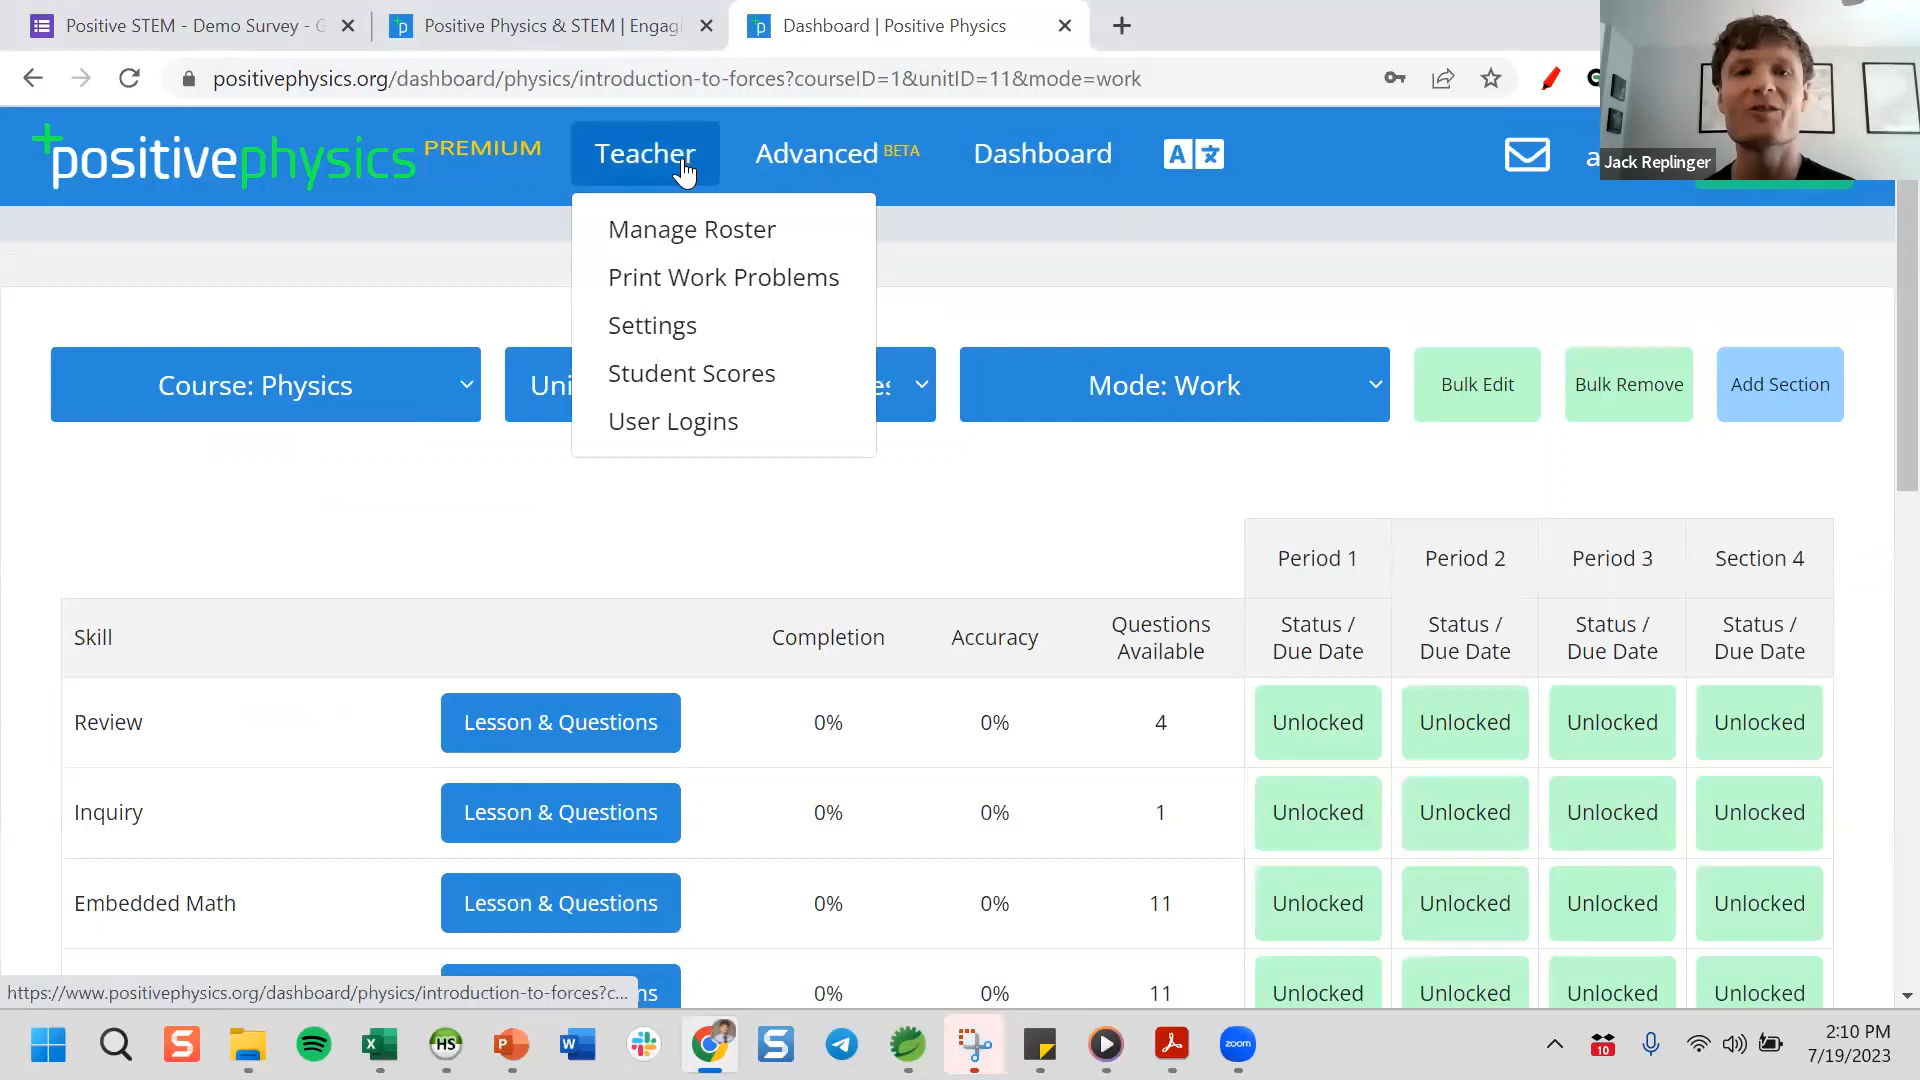 Positive STEM - Demo Survey - G
Positive Physics & STEM | Engagi
Dashboard | Positive Physics
positivephysics.org/dashboard/physics/introduction-to-forces?courseID=1&unitID=11&mode=work
positivephysics PREMIUM
Teacher
Advanced BETA
Dashboard
Jack Replinger
Manage Roster
Print Work Problems
Settings
Student Scores
User Logins
Course: Physics
Uni
es
Mode: Work
Bulk Edit
Bulk Remove
Add Section
Period 1
Period 2
Period 3
Section 4
Skill
Completion
Accuracy
Questions
Available
Status /
Due Date
Status /
Due Date
Status /
Due Date
Status /
Due Date
Review
Lesson & Questions
0%
0%
4
Unlocked
Unlocked
Unlocked
Unlocked
Inquiry
Lesson & Questions
0%
0%
1
Unlocked
Unlocked
Unlocked
Unlocked
Embedded Math
Lesson & Questions
0%
0%
11
Unlocked
Unlocked
Unlocked
Unlocked
ns
0%
0%
11
Unlocked
Unlocked
Unlocked
Unlocked
https://www.positivephysics.org/dashboard/physics/introduction-to-forces?c...
HS
zoom
10
2:10 PM
7/19/2023